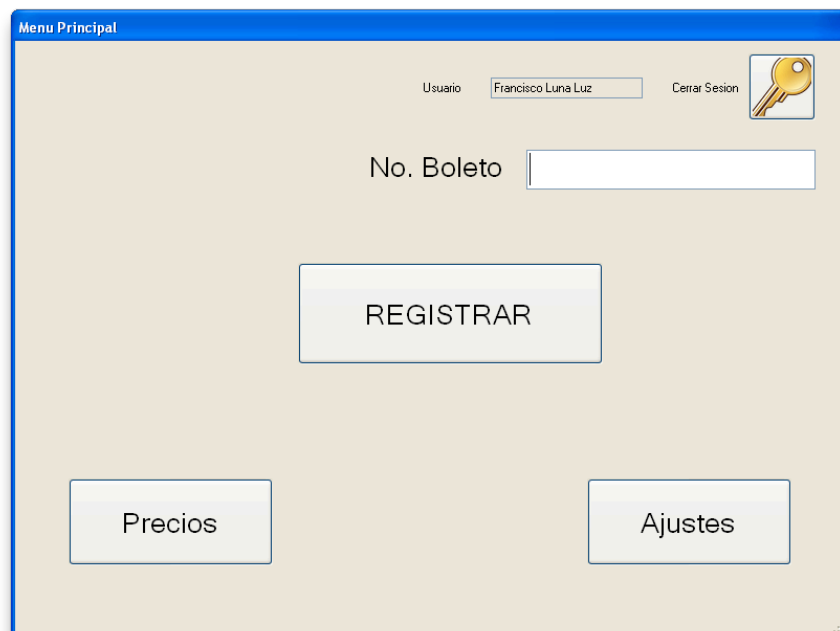 Menu Principal
Usuario Francisco Luna Luz Cerrar Sesion
No. Boleto
REGISTRAR
Precios Ajustes